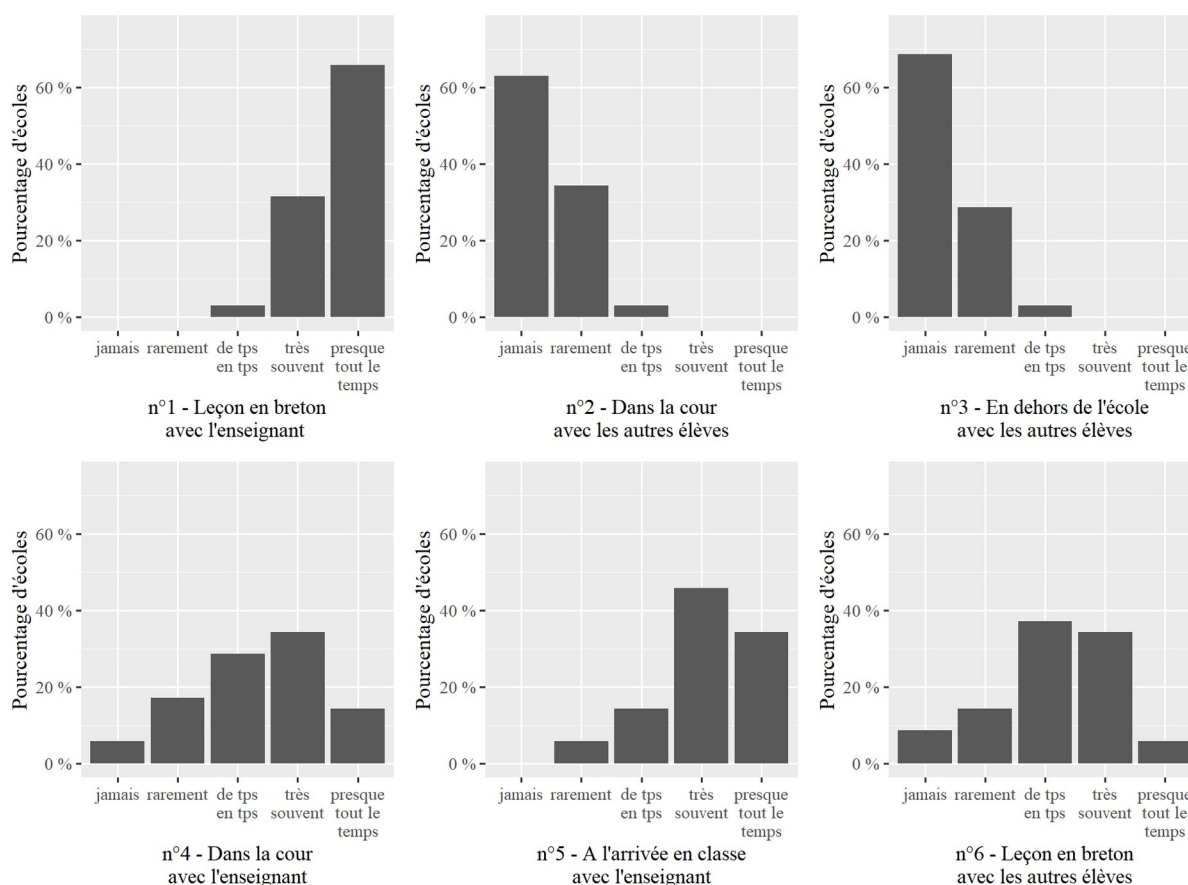 Pourcentage d'écoles
60 %
40 %
20 %
0 %
jamais rarement de tps en tps très souvent presque tout le temps
n°1 - Leçon en breton
avec l'enseignant
Pourcentage d'écoles
60 %
40 %
20 %
0 %
jamais rarement de tps en tps très souvent presque tout le temps
n°2 - Dans la cour
avec les autres élèves
Pourcentage d'écoles
60 %
40 %
20 %
0 %
jamais rarement de tps en tps très souvent presque tout le temps
n°3 - En dehors de l'école
avec les autres élèves
Pourcentage d'écoles
60 %
40 %
20 %
0 %
jamais rarement de tps en tps très souvent presque tout le temps
n°4 - Dans la cour
avec l'enseignant
Pourcentage d'écoles
60 %
40 %
20 %
0 %
jamais rarement de tps en tps très souvent presque tout le temps
n°5 - A l'arrivée en classe
avec l'enseignant
Pourcentage d'écoles
60 %
40 %
20 %
0 %
jamais rarement de tps en tps très souvent presque tout le temps
n°6 - Leçon en breton
avec les autres élèves